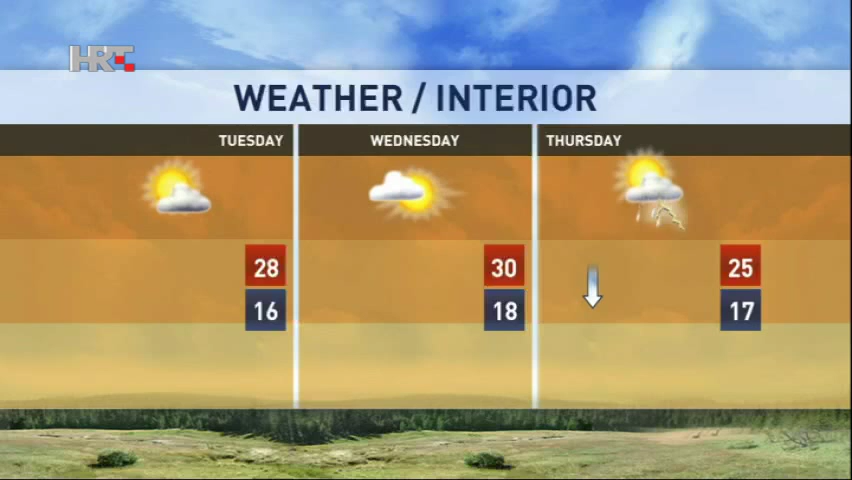 HRT
WEATHER / INTERIOR
TUESDAY WEDNESDAY THURSDAY
28 30 25
16 18 17